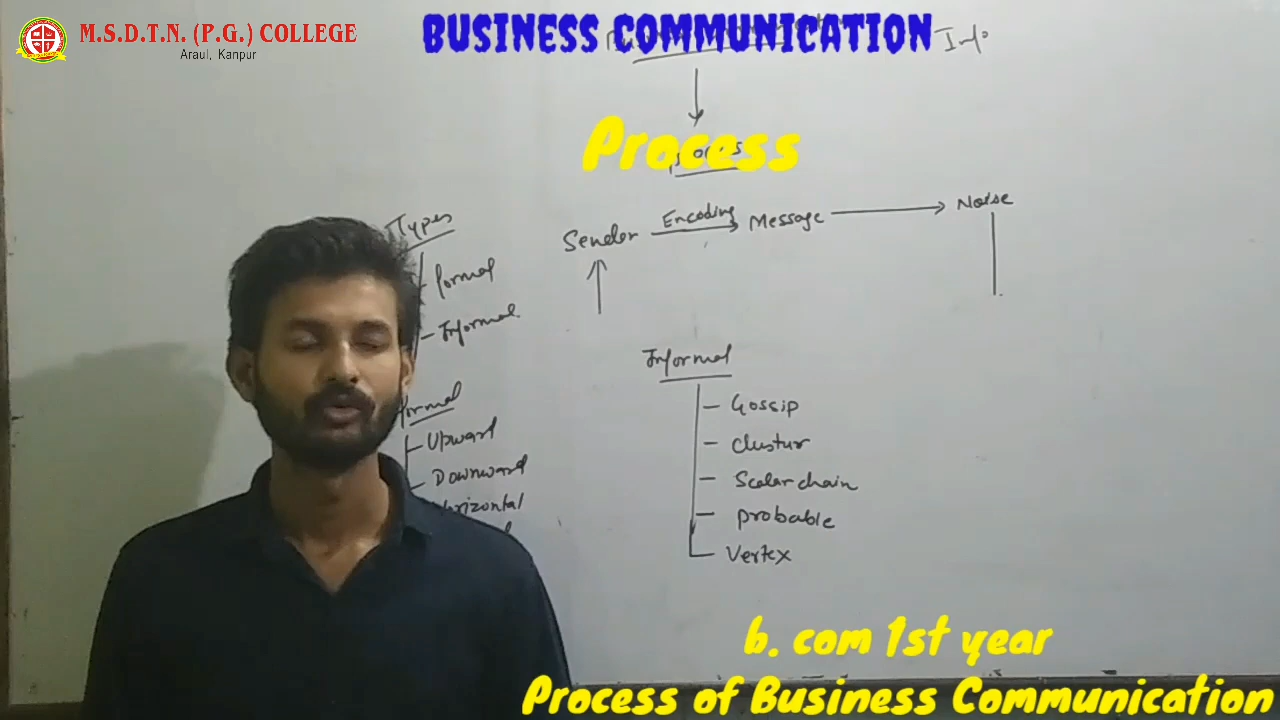 M.S.D.T.N. (P.G.) COLLEGE
Araul, Kanpur
BUSINESS COMMUNICATION
Process
Sender
Encoding
Message
Noise
Types
formal
Informal
formal
Upward
Downward
Horizontal
Informal
Gossip
clustur
Scalar chain
probable
Vertex
b. com 1st year
Process of Business Communication